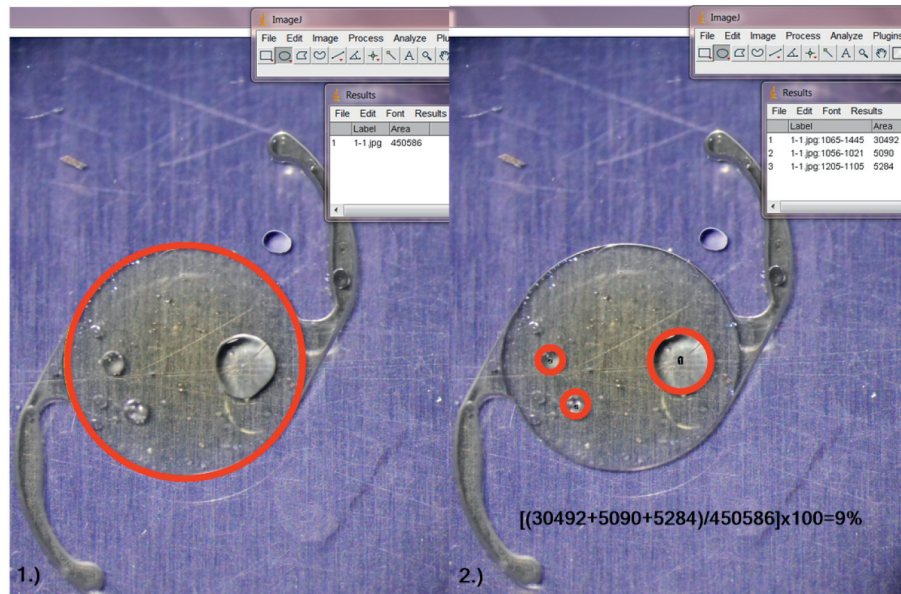 ImageJ
File Edit Image Process Analyze
Results
File Edit Font Results
Label Area
1 1-1.jpg 450586
1.)
ImageJ
File Edit Image Process Analyze Plugins
Results
File Edit Font Results
Label Area
1 1-1.jpg:1065-1445 30492
2 1-1.jpg:1056-1021 5090
3 1-1.jpg:1205-1105 5284
[(30492+5090+5284)/450586]x100=9%
2.)